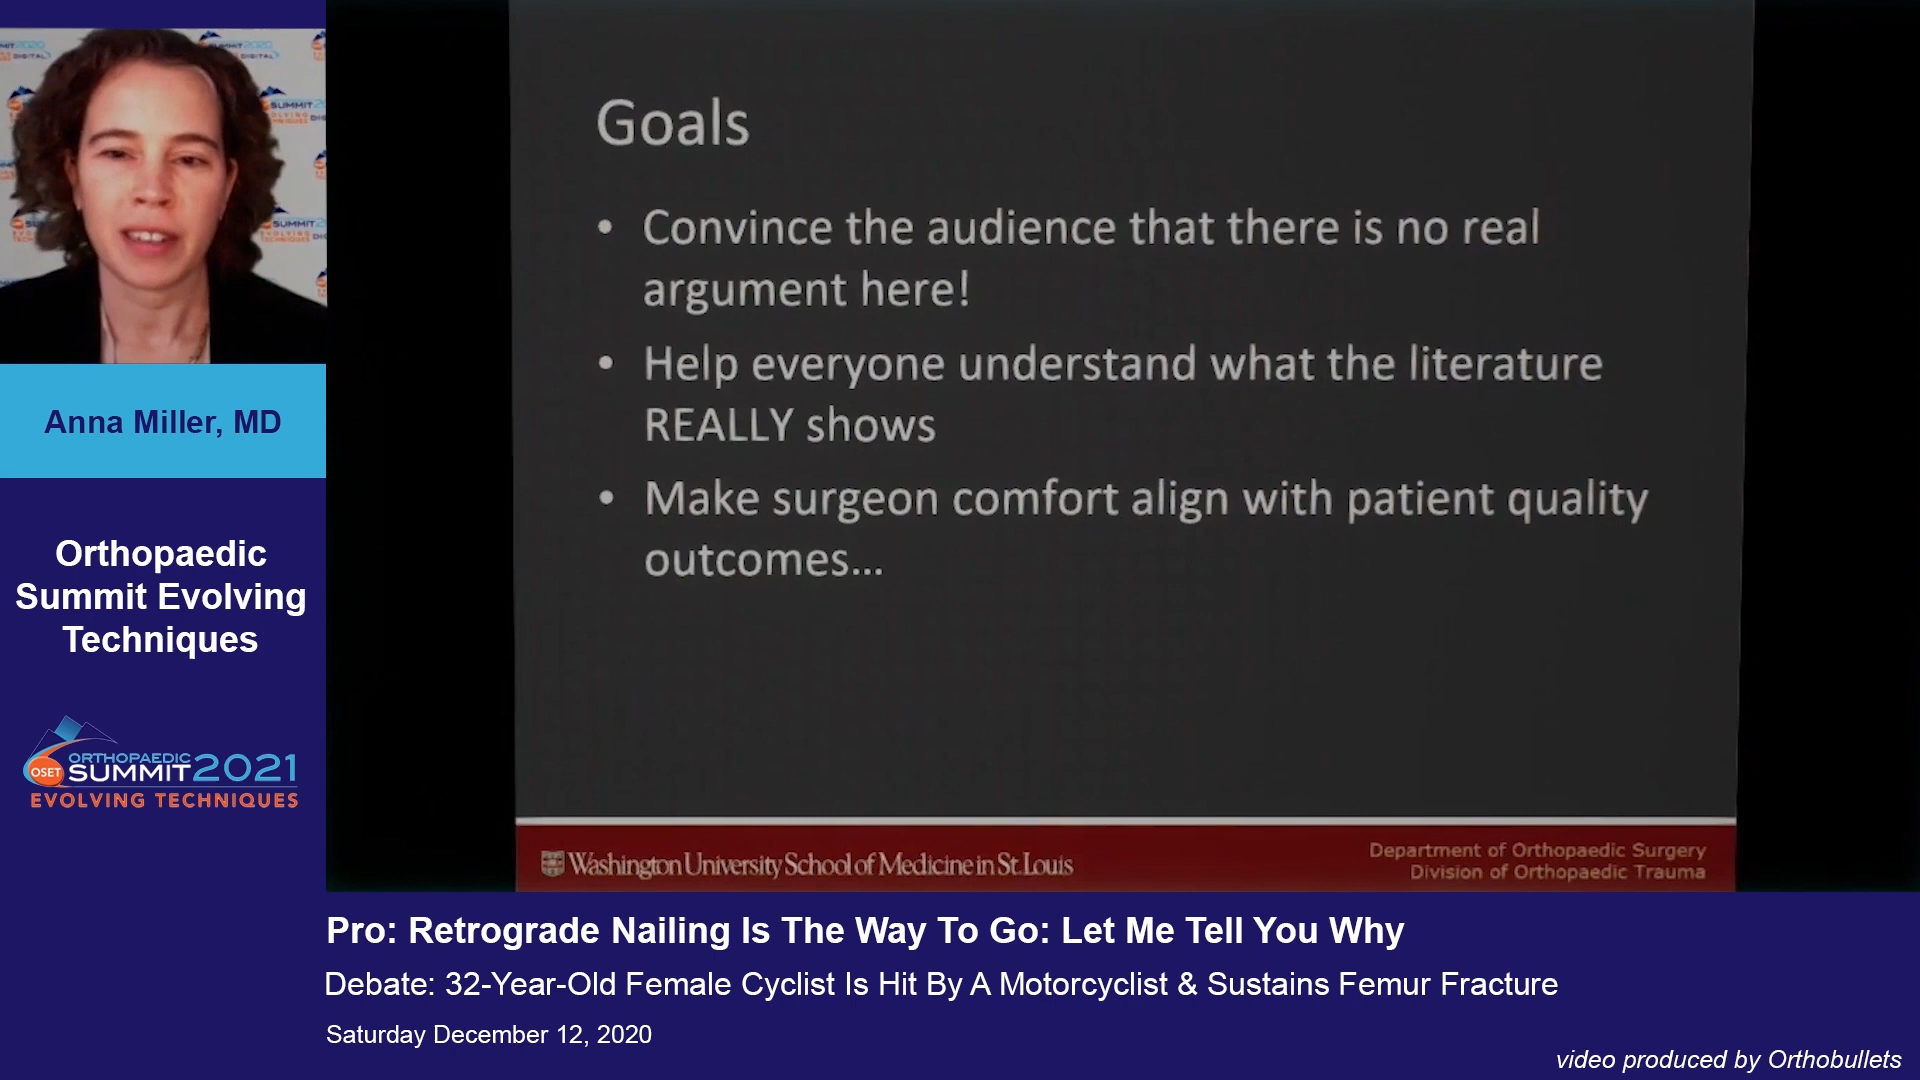 Goals
• Convince the audience that there is no real
argument here!
• Help everyone understand what the literature
REALLY shows
• Make surgeon comfort align with patient quality
outcomes...
Washington University School of Medicine in St. Louis
Department of Orthopaedic Surgery
Division of Orthopaedic Trauma
Anna Miller, MD
Orthopaedic
Summit Evolving
Techniques
OSET
ORTHOPAEDIC
SUMMIT 2021
EVOLVING TECHNIQUES
Pro: Retrograde Nailing Is The Way To Go: Let Me Tell You Why
Debate: 32-Year-Old Female Cyclist Is Hit By A Motorcyclist & Sustains Femur Fracture
Saturday December 12, 2020
video produced by Orthobullets